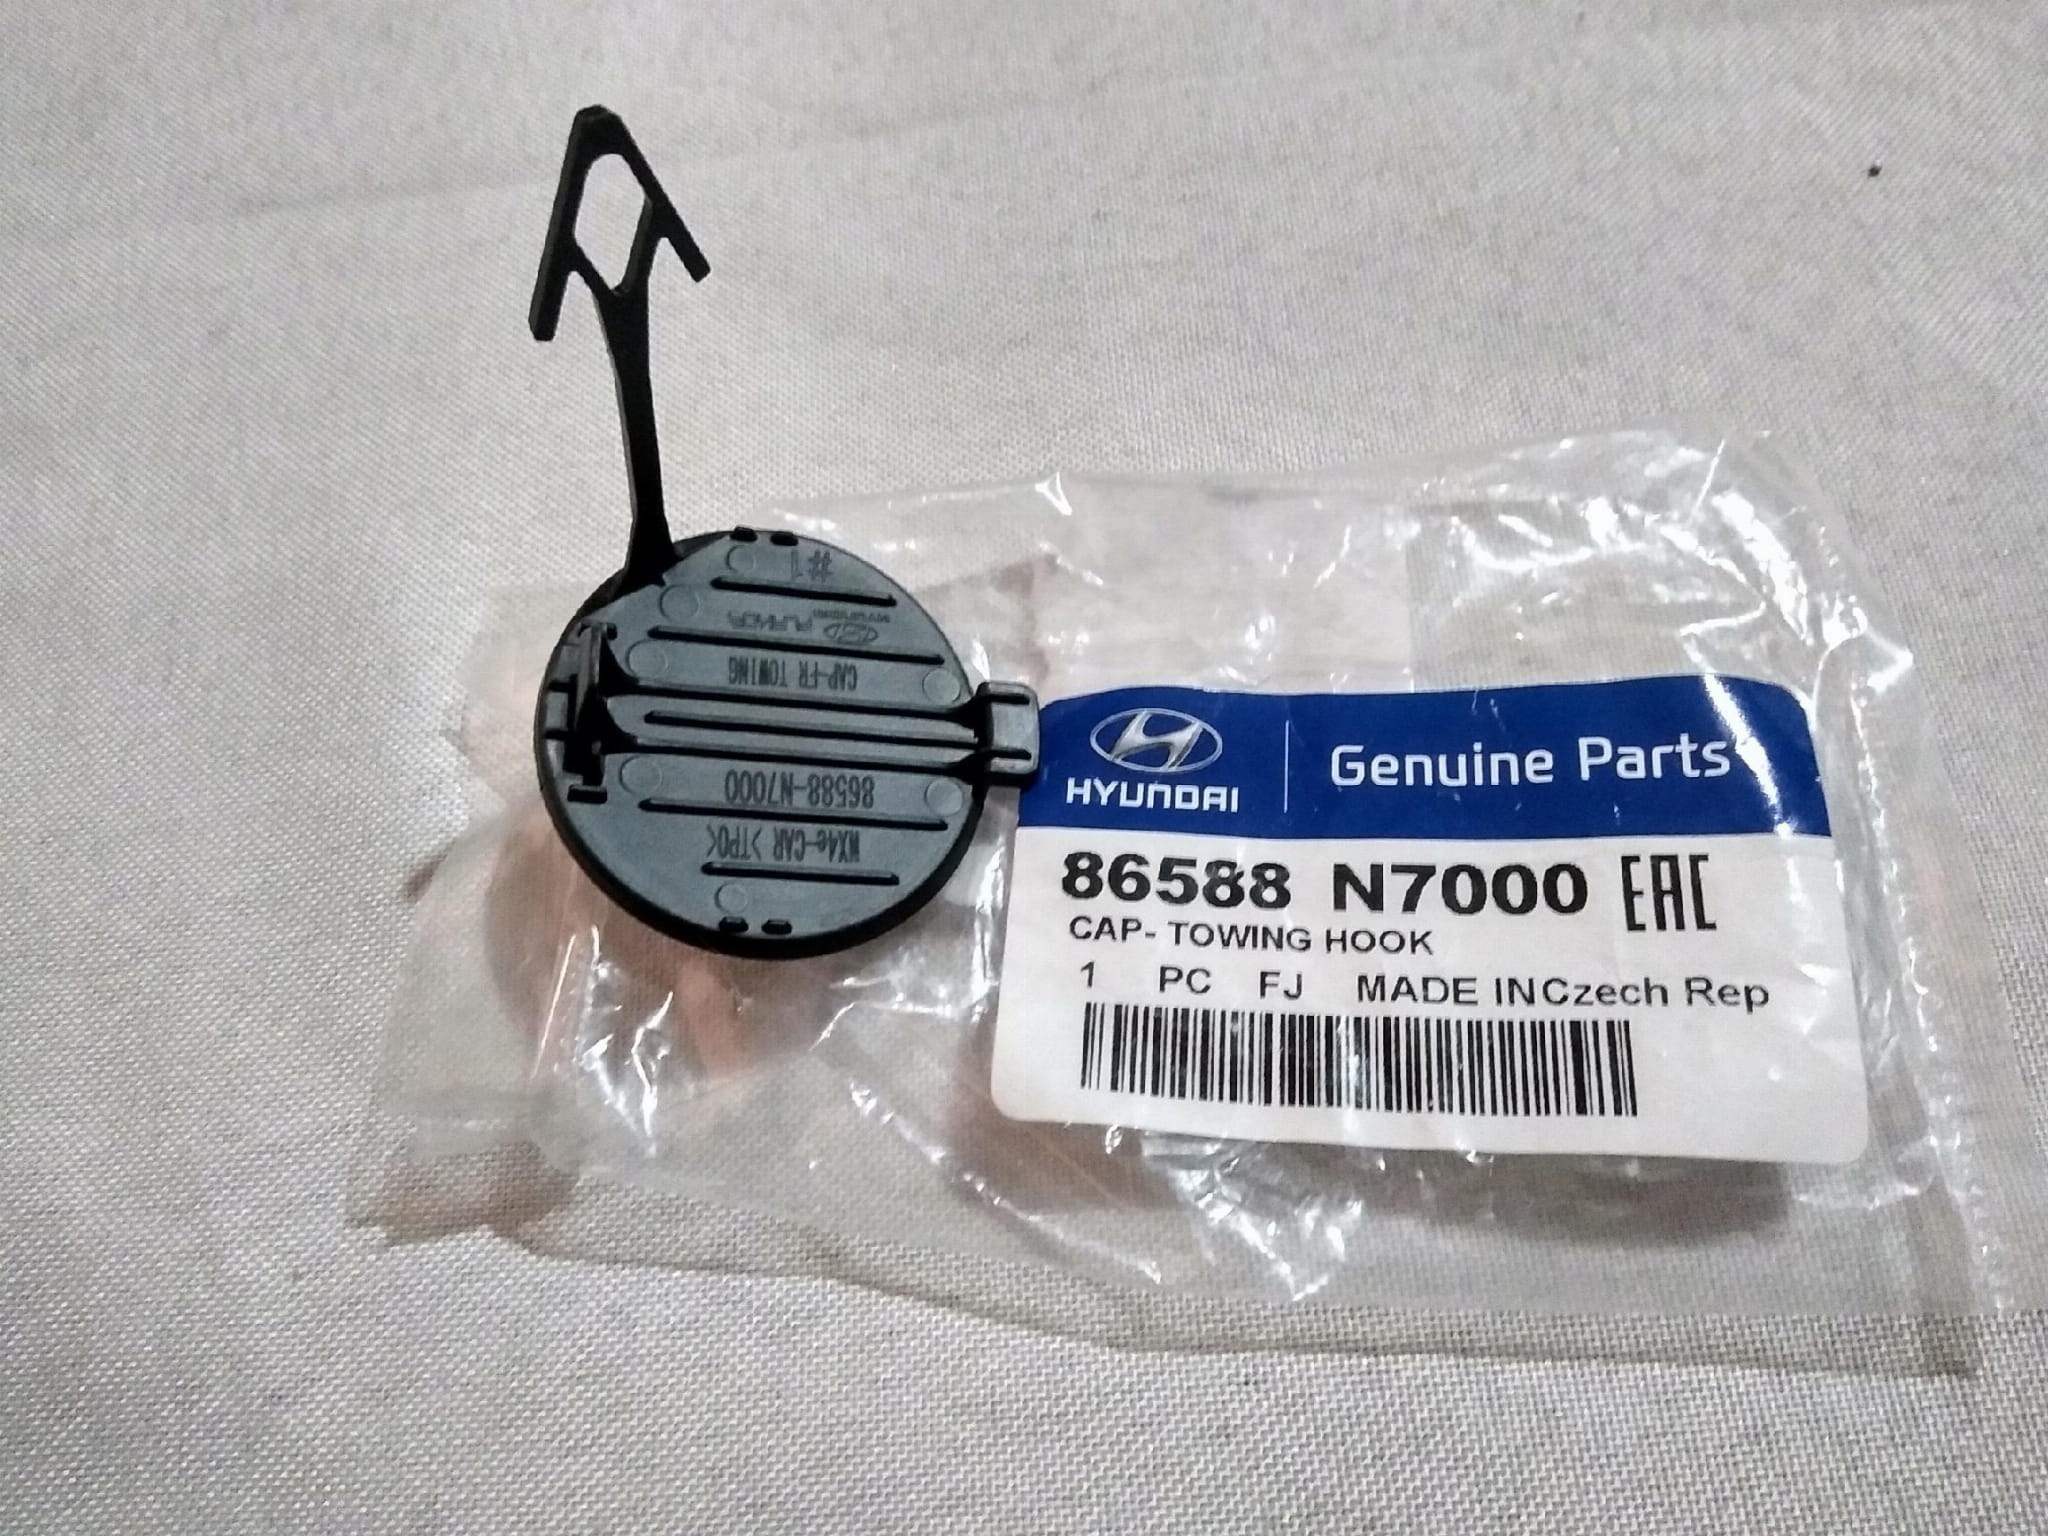 #1
HYUNDAI
CAP-FR TOWING
86588-N7000
NX4e-CAR >TPO<
HYUNDAI
Genuine Parts
86588 N7000 EAC
CAP- TOWING HOOK
1 PC FJ MADE INCzech Rep